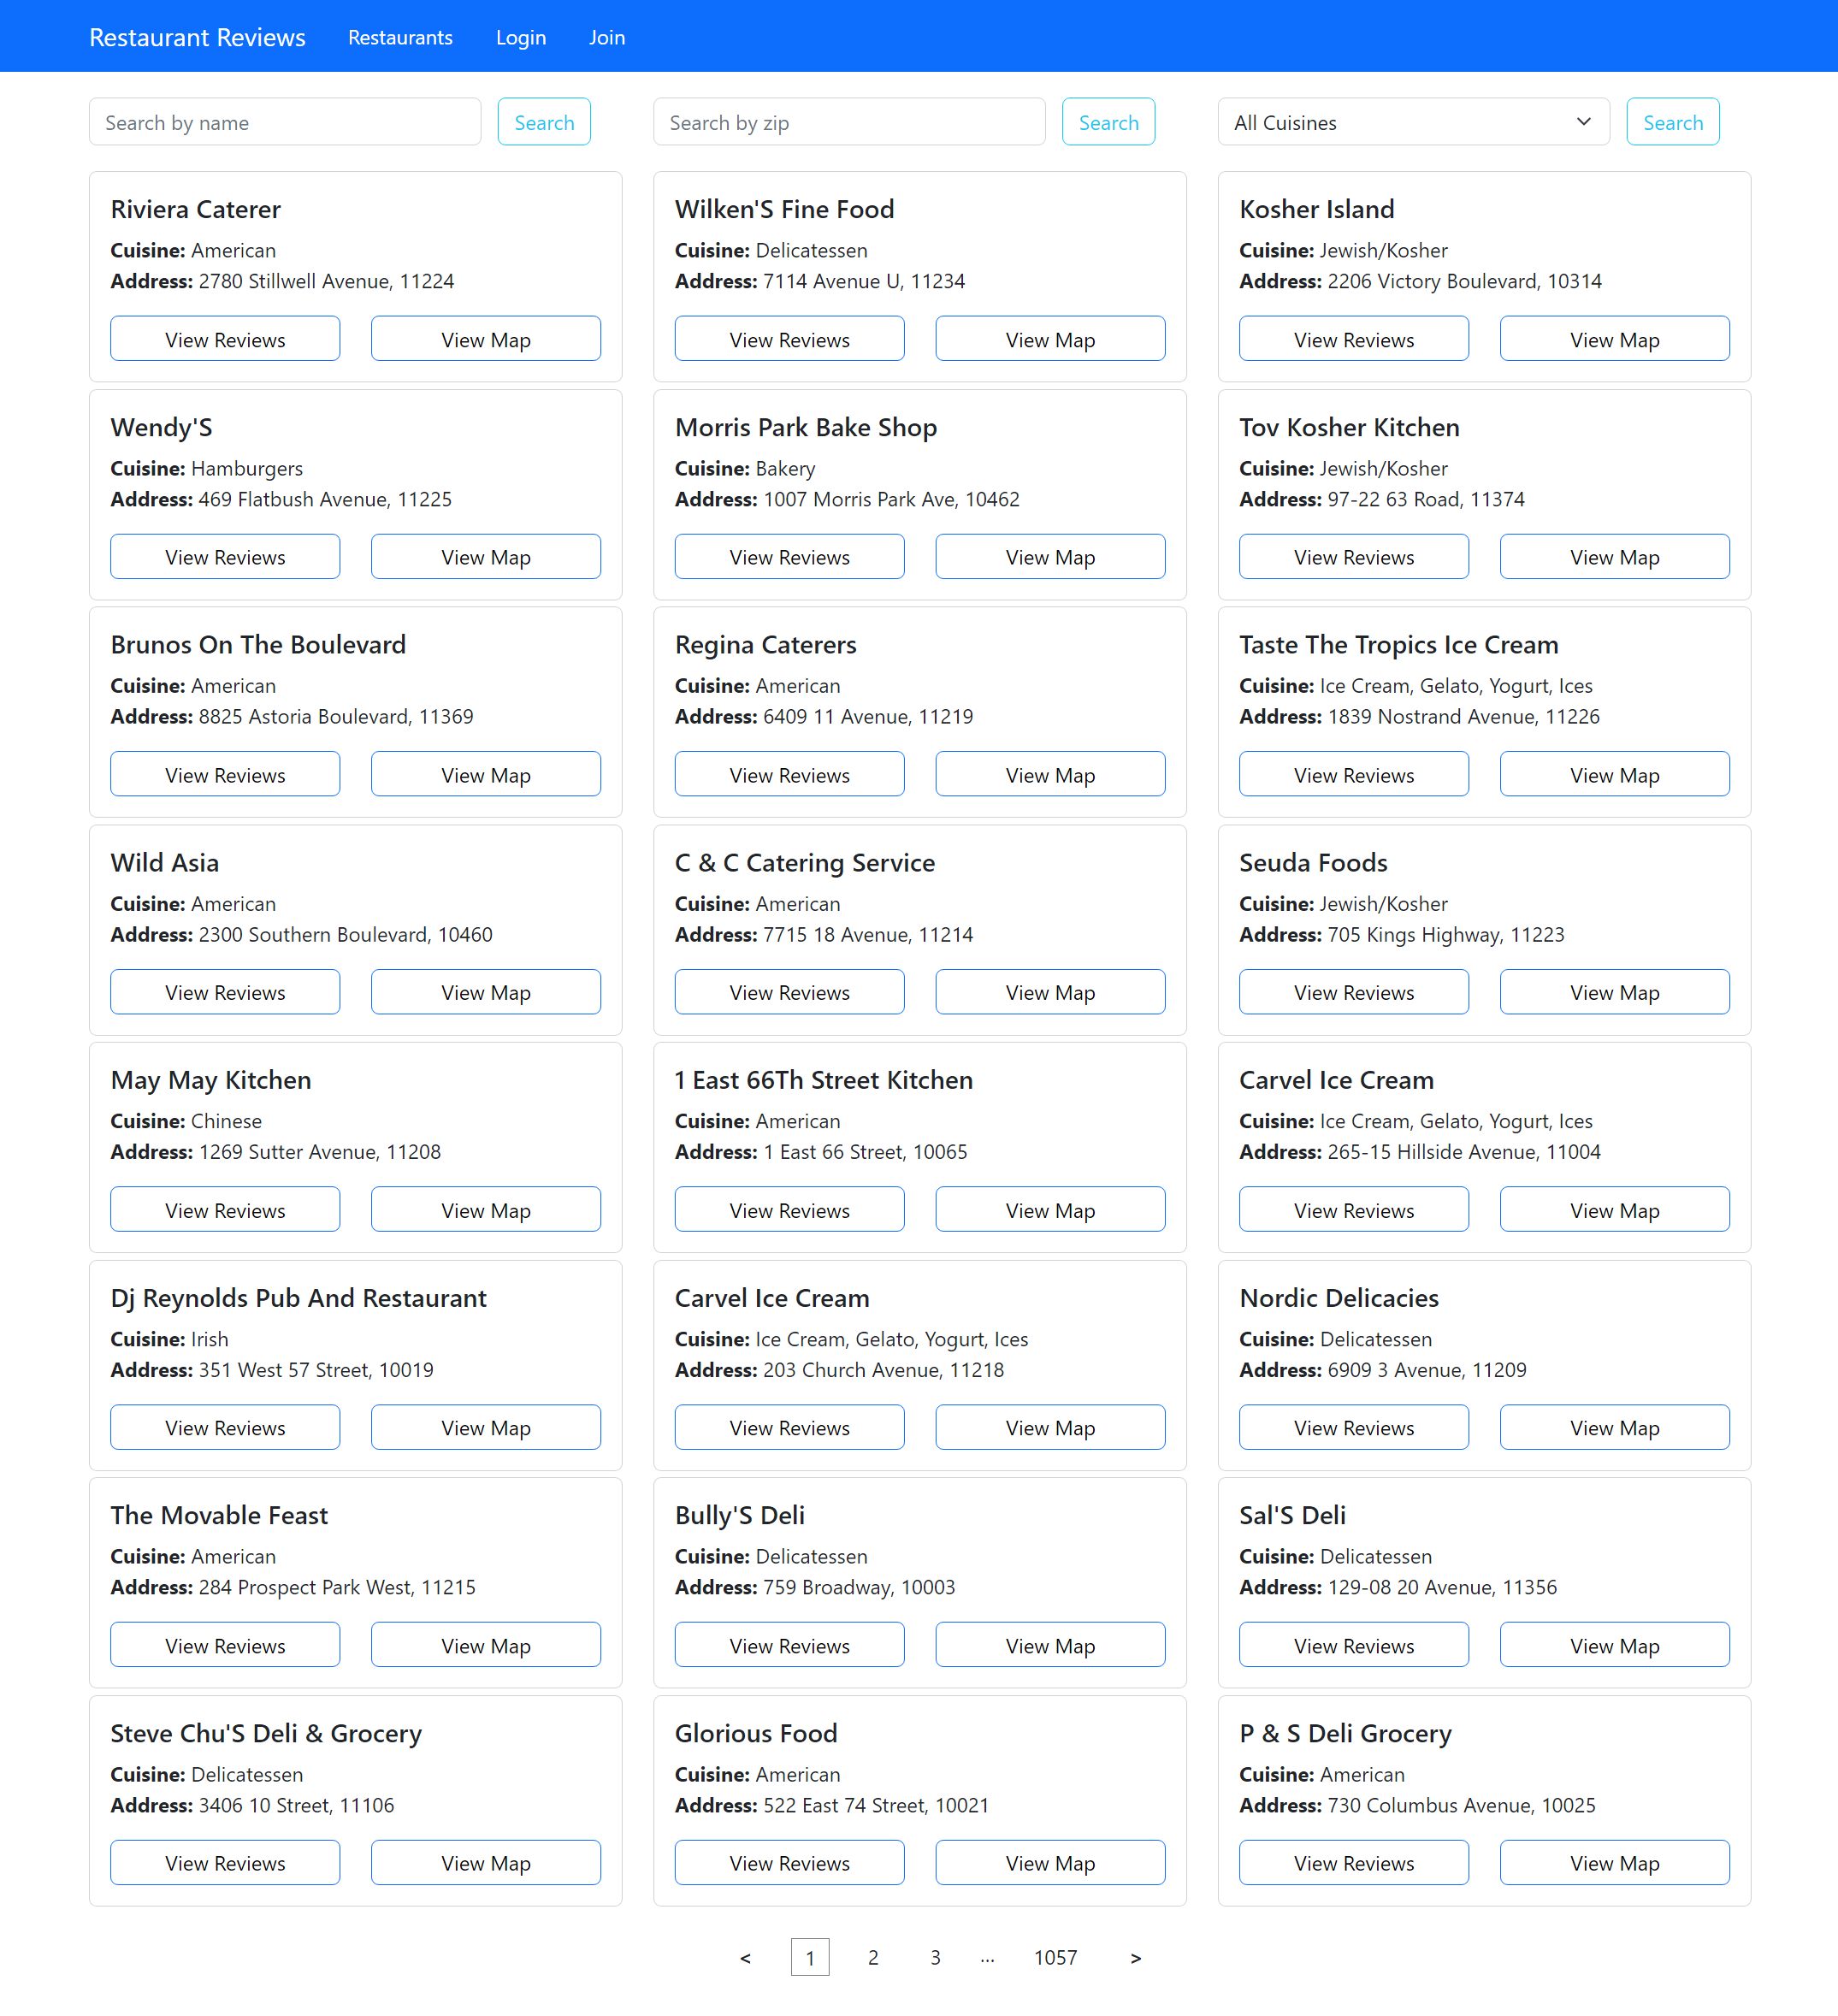 Restaurant Reviews Restaurants Login Join
Search by name Search Search by zip Search All Cuisines Search
Riviera Caterer
Cuisine: American
Address: 2780 Stillwell Avenue, 11224
View Reviews View Map
Wilken'S Fine Food
Cuisine: Delicatessen
Address: 7114 Avenue U, 11234
View Reviews View Map
Kosher Island
Cuisine: Jewish/Kosher
Address: 2206 Victory Boulevard, 10314
View Reviews View Map
Wendy'S
Cuisine: Hamburgers
Address: 469 Flatbush Avenue, 11225
View Reviews View Map
Morris Park Bake Shop
Cuisine: Bakery
Address: 1007 Morris Park Ave, 10462
View Reviews View Map
Tov Kosher Kitchen
Cuisine: Jewish/Kosher
Address: 97-22 63 Road, 11374
View Reviews View Map
Brunos On The Boulevard
Cuisine: American
Address: 8825 Astoria Boulevard, 11369
View Reviews View Map
Regina Caterers
Cuisine: American
Address: 6409 11 Avenue, 11219
View Reviews View Map
Taste The Tropics Ice Cream
Cuisine: Ice Cream, Gelato, Yogurt, Ices
Address: 1839 Nostrand Avenue, 11226
View Reviews View Map
Wild Asia
Cuisine: American
Address: 2300 Southern Boulevard, 10460
View Reviews View Map
C & C Catering Service
Cuisine: American
Address: 7715 18 Avenue, 11214
View Reviews View Map
Seuda Foods
Cuisine: Jewish/Kosher
Address: 705 Kings Highway, 11223
View Reviews View Map
May May Kitchen
Cuisine: Chinese
Address: 1269 Sutter Avenue, 11208
View Reviews View Map
1 East 66Th Street Kitchen
Cuisine: American
Address: 1 East 66 Street, 10065
View Reviews View Map
Carvel Ice Cream
Cuisine: Ice Cream, Gelato, Yogurt, Ices
Address: 265-15 Hillside Avenue, 11004
View Reviews View Map
Dj Reynolds Pub And Restaurant
Cuisine: Irish
Address: 351 West 57 Street, 10019
View Reviews View Map
Carvel Ice Cream
Cuisine: Ice Cream, Gelato, Yogurt, Ices
Address: 203 Church Avenue, 11218
View Reviews View Map
Nordic Delicacies
Cuisine: Delicatessen
Address: 6909 3 Avenue, 11209
View Reviews View Map
The Movable Feast
Cuisine: American
Address: 284 Prospect Park West, 11215
View Reviews View Map
Bully'S Deli
Cuisine: Delicatessen
Address: 759 Broadway, 10003
View Reviews View Map
Sal'S Deli
Cuisine: Delicatessen
Address: 129-08 20 Avenue, 11356
View Reviews View Map
Steve Chu'S Deli & Grocery
Cuisine: Delicatessen
Address: 3406 10 Street, 11106
View Reviews View Map
Glorious Food
Cuisine: American
Address: 522 East 74 Street, 10021
View Reviews View Map
P & S Deli Grocery
Cuisine: American
Address: 730 Columbus Avenue, 10025
View Reviews View Map
< 1 2 3 ... 1057 >